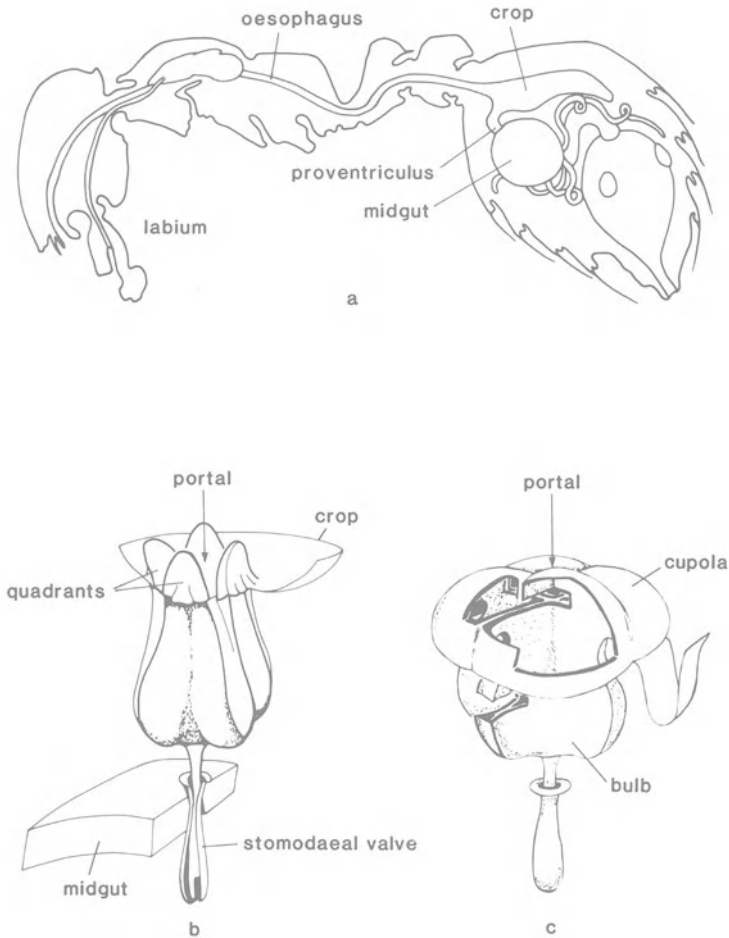 oesophagus
crop
proventriculus
midgut
labium
a
portal
crop
quadrants
stomodaeal valve
midgut
b
portal
cupola
bulb
c